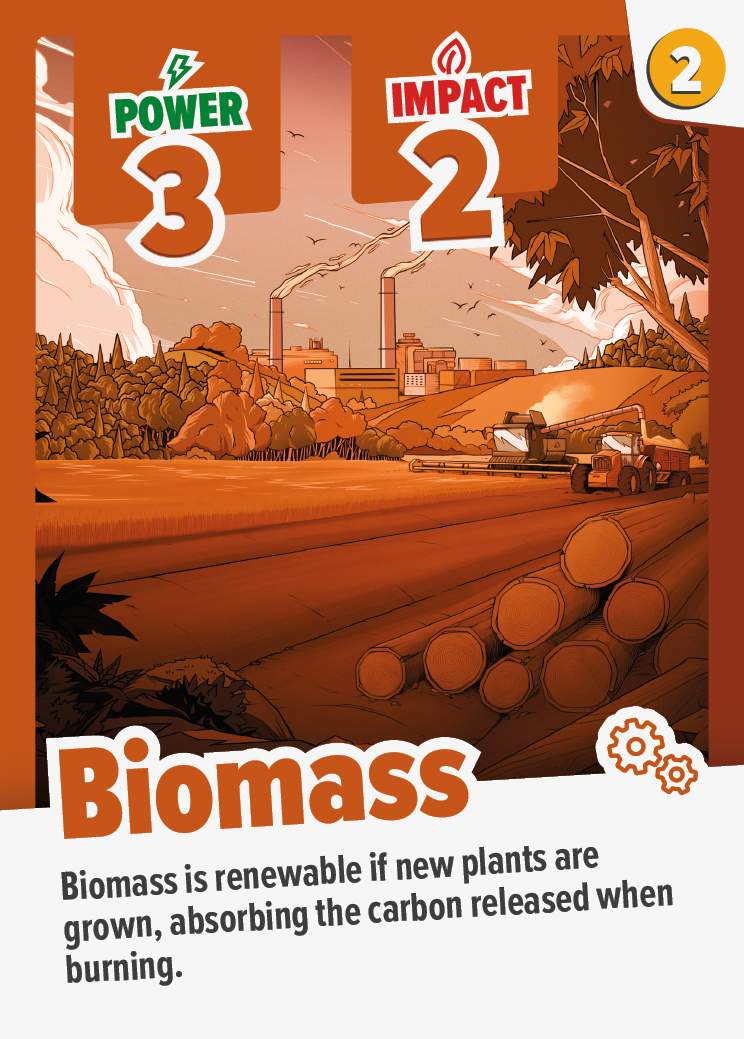 POWER
3
IMPACT
2
2
Biomass
Biomass is renewable if new plants are
grown, absorbing the carbon released when
burning.